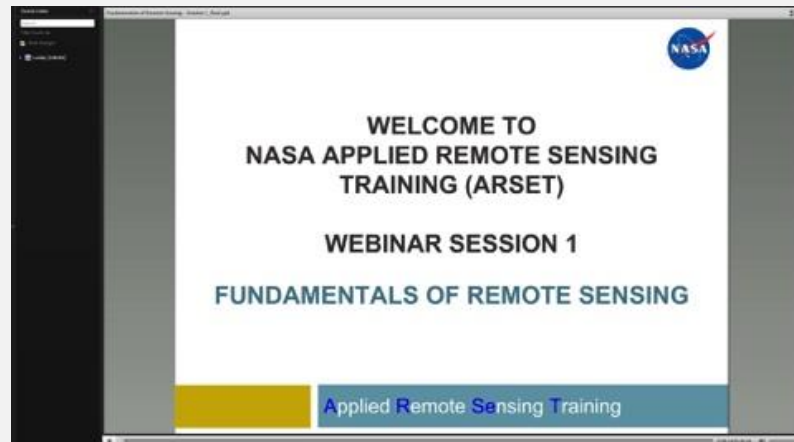 NASA
WELCOME TO
NASA APPLIED REMOTE SENSING
TRAINING (ARSET)
WEBINAR SESSION 1
FUNDAMENTALS OF REMOTE SENSING
Applied Remote Sensing Training